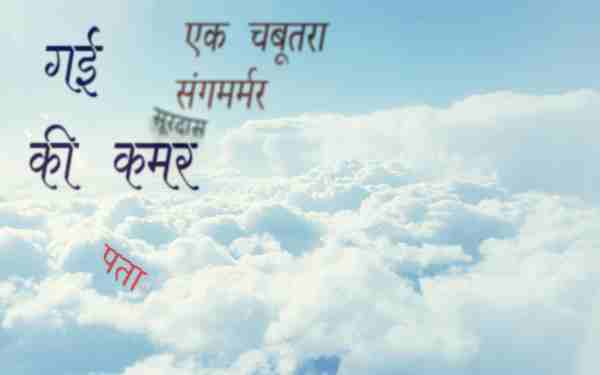 गई
एक चबूतरा
संगमर्मर
सूरदास
की कमर
पता